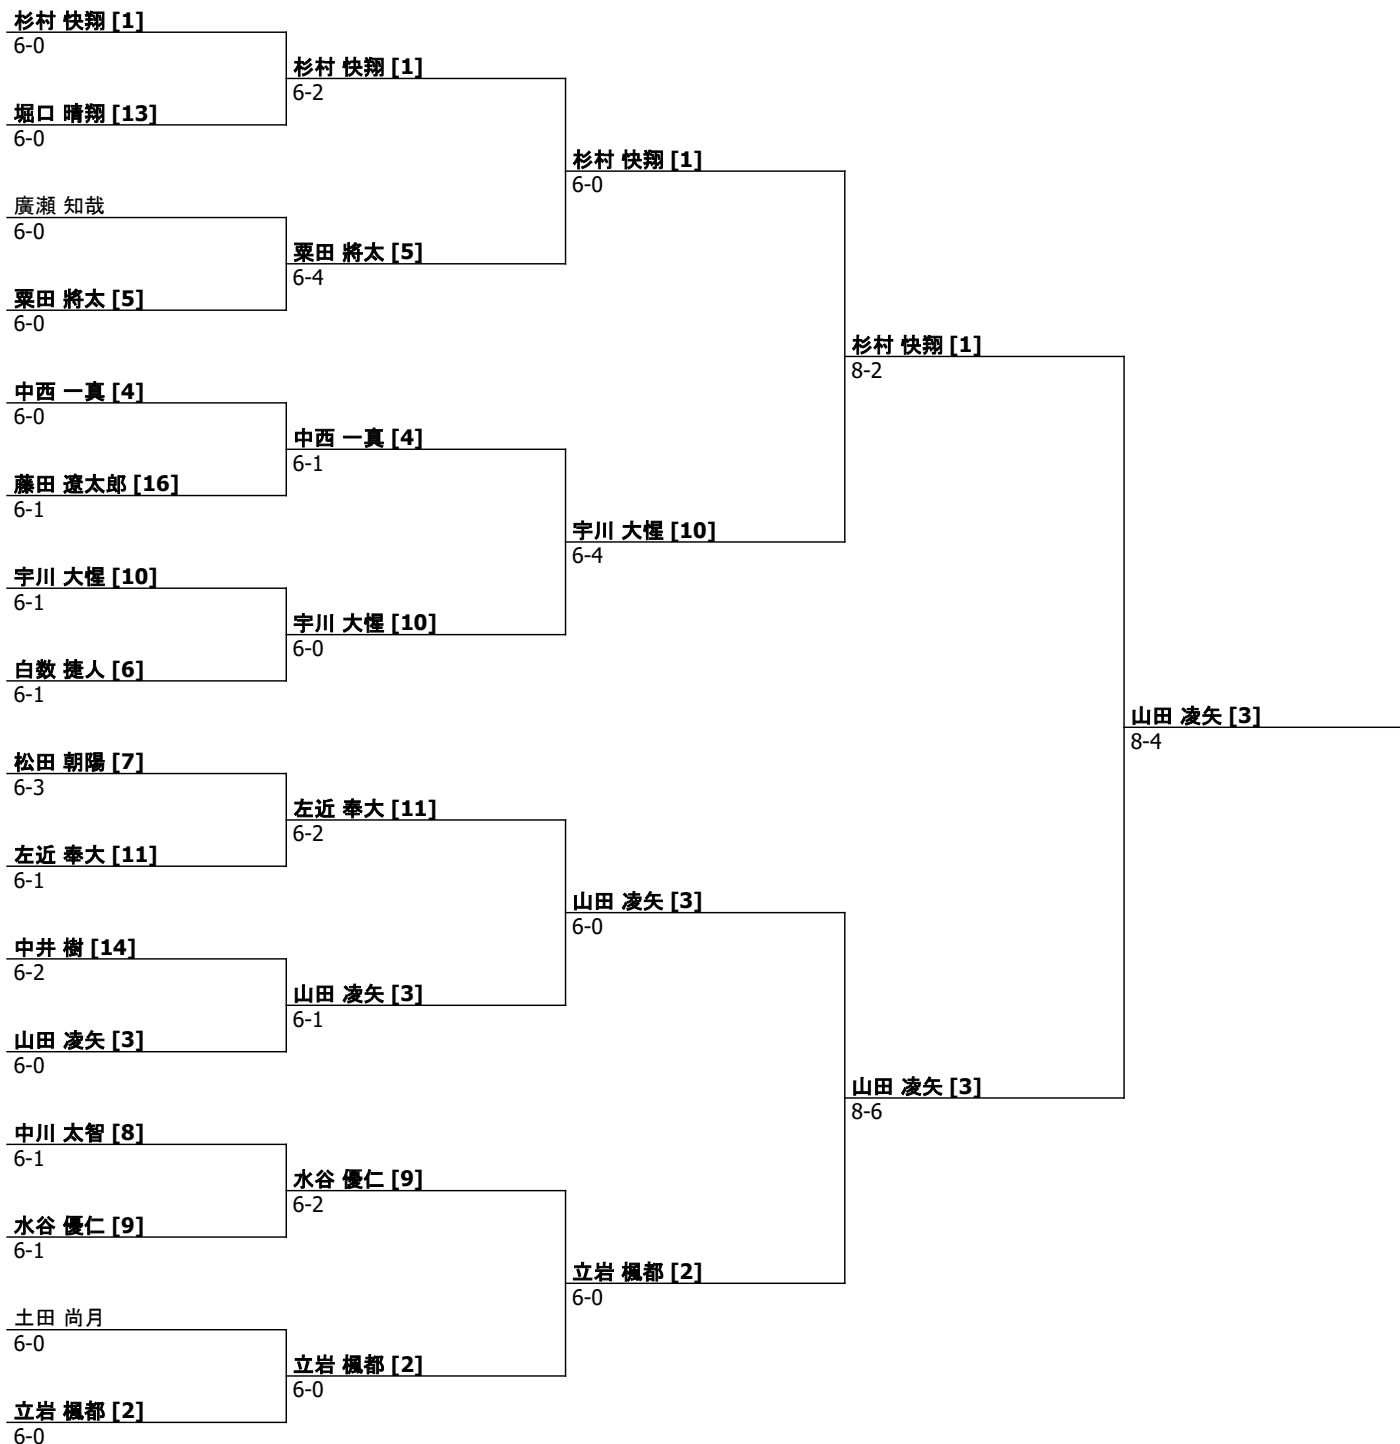 杉村 快翔 [1]
6-0
杉村 快翔 [1]
6-2
堀口 晴翔 [13]
6-0
杉村 快翔 [1]
6-0
廣瀬 知哉
6-0
粟田 將太 [5]
6-4
粟田 將太 [5]
6-0
杉村 快翔 [1]
8-2
中西 一真 [4]
6-0
中西 一真 [4]
6-1
藤田 遼太郎 [16]
6-1
宇川 大惺 [10]
6-4
宇川 大惺 [10]
6-1
宇川 大惺 [10]
6-0
白数 捷人 [6]
6-1
山田 凌矢 [3]
8-4
松田 朝陽 [7]
6-3
左近 奉大 [11]
6-2
左近 奉大 [11]
6-1
山田 凌矢 [3]
6-0
中井 樹 [14]
6-2
山田 凌矢 [3]
6-1
山田 凌矢 [3]
6-0
山田 凌矢 [3]
8-6
中川 太智 [8]
6-1
水谷 優仁 [9]
6-2
水谷 優仁 [9]
6-1
立岩 楓都 [2]
6-0
土田 尚月
6-0
立岩 楓都 [2]
6-0
立岩 楓都 [2]
6-0